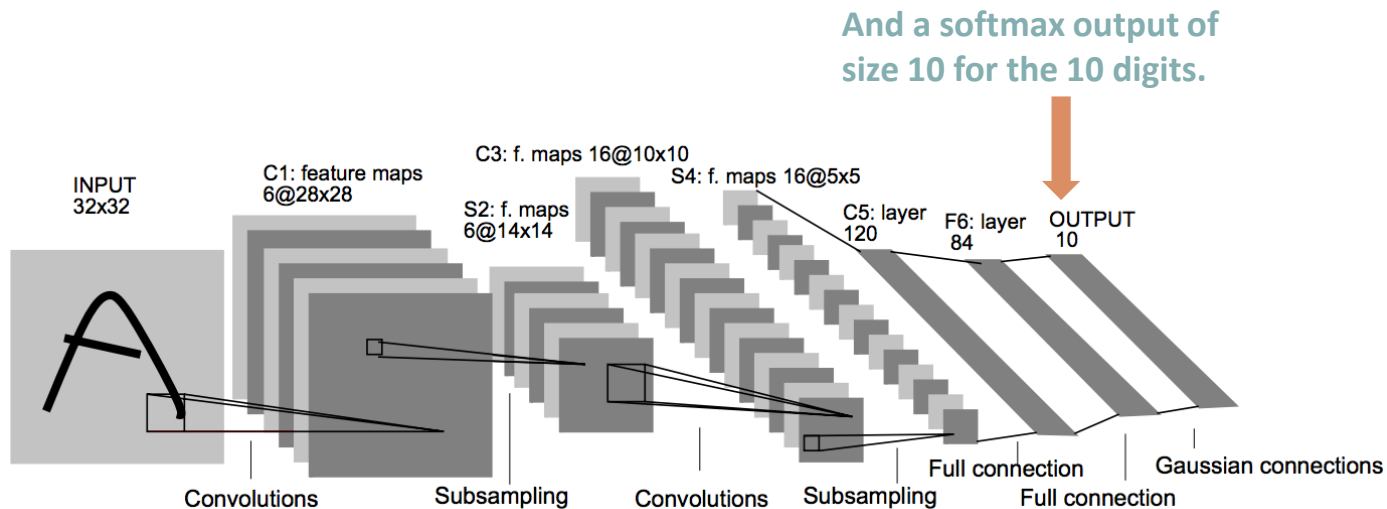 And a softmax output of
size 10 for the 10 digits.
INPUT
32x32
C1: feature maps
6@28x28
S2: f. maps
6@14x14
C3: f. maps 16@10x10
S4: f. maps 16@5x5
C5: layer
120
F6: layer
84
OUTPUT
10
A
Convolutions
Subsampling
Convolutions
Subsampling
Full connection
Full connection
Gaussian connections